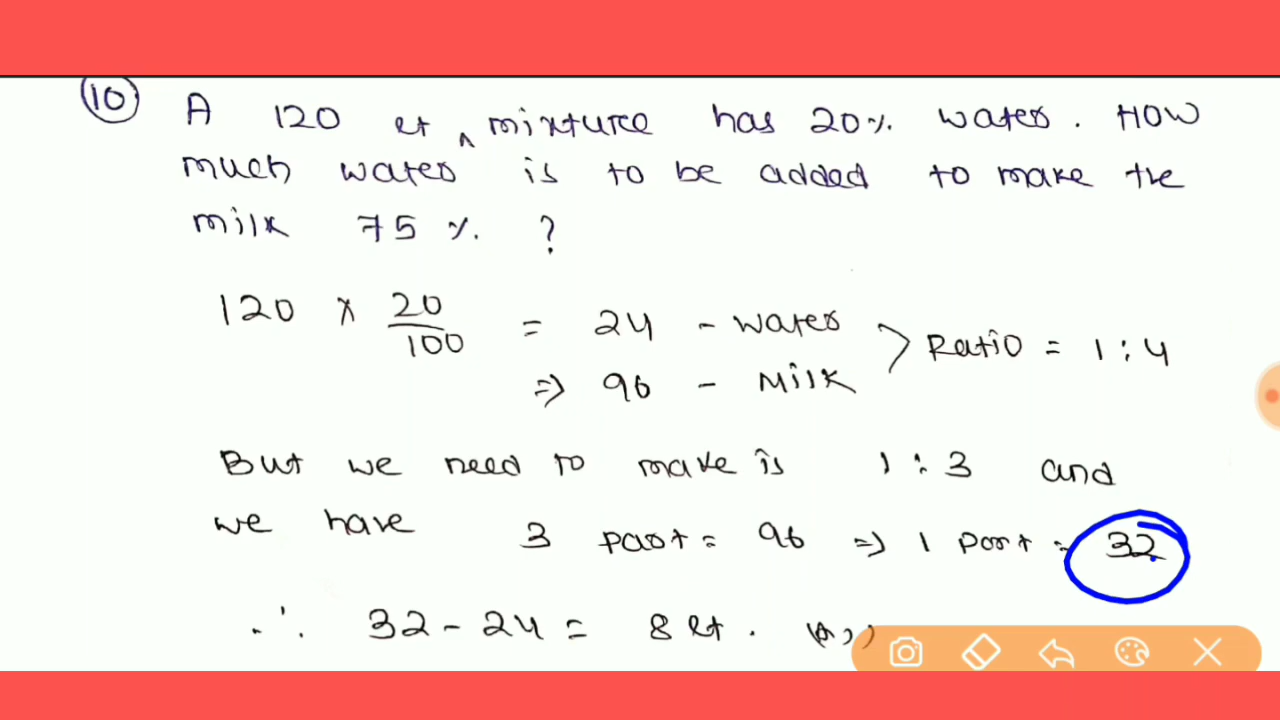 10 A 120 lt ^ mixture has 20% water. How
much water is to be added to make the
milk 75 %. ?
120 x 20/100 = 24 - water
=> 96 - Milk > Ratio = 1:4
But we need to make is 1:3 and
we have 3 part = 96 => 1 part = 32
∴ 32 - 24 = 8 lt.